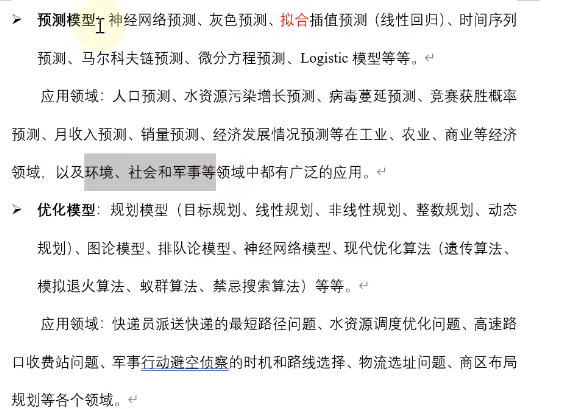 ➢ 预测模型：神经网络预测、灰色预测、拟合插值预测（线性回归）、时间序列
预测、马尔科夫链预测、微分方程预测、Logistic 模型等等。
应用领域：人口预测、水资源污染增长预测、病毒蔓延预测、竞赛获胜概率
预测、月收入预测、销量预测、经济发展情况预测等在工业、农业、商业等经济
领域，以及环境、社会和军事等领域中都有广泛的应用。
➢ 优化模型：规划模型（目标规划、线性规划、非线性规划、整数规划、动态
规划）、图论模型、排队论模型、神经网络模型、现代优化算法（遗传算法、
模拟退火算法、蚁群算法、禁忌搜索算法）等等。
应用领域：快递员派送快递的最短路径问题、水资源调度优化问题、高速路
口收费站问题、军事行动避空侦察的时机和路线选择、物流选址问题、商区布局
规划等各个领域。